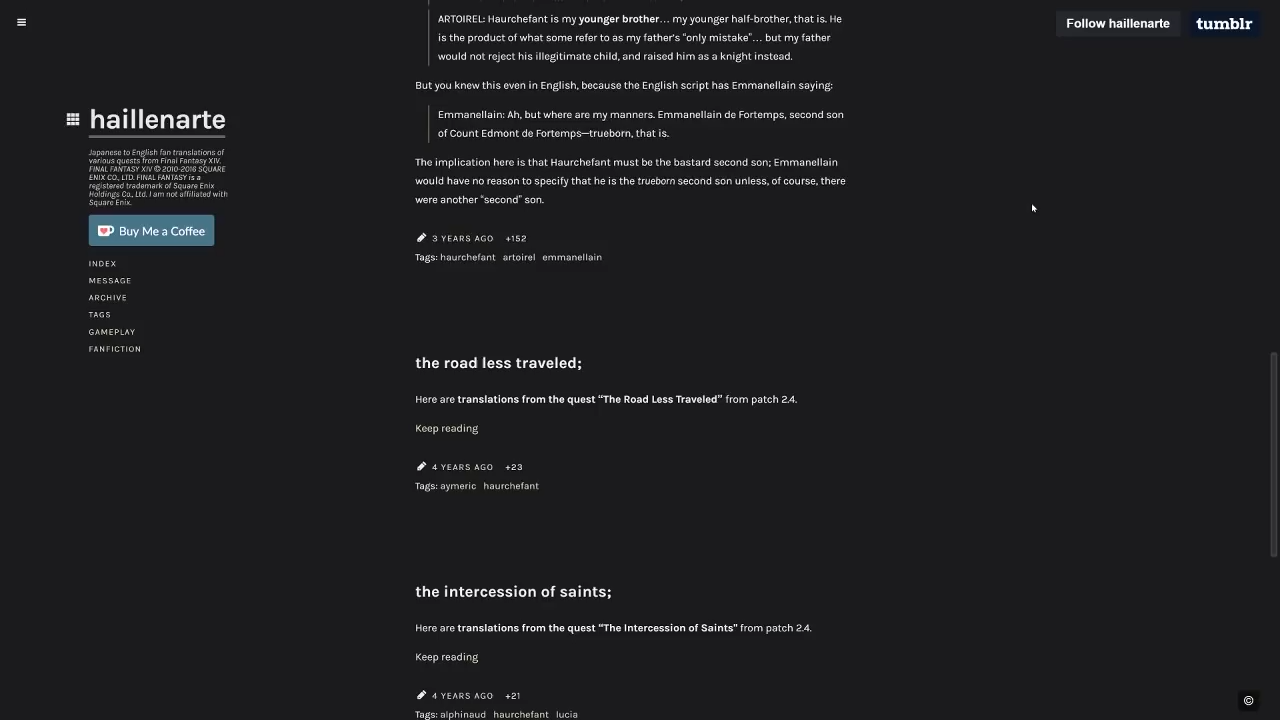 ARTOIREL: Haurchefant is my younger brother… my younger half-brother, that is. He
is the product of what some refer to as my father's "only mistake"… but my father
would not reject his illegitimate child, and raised him as a knight instead.
Follow haillenarte
tumblr
But you knew this even in English, because the English script has Emmanellain saying:
Emmanellain: Ah, but where are my manners. Emmanellain de Fortemps, second son
of Count Edmont de Fortemps—trueborn, that is.
The implication here is that Haurchefant must be the bastard second son; Emmanellain
would have no reason to specify that he is the trueborn second son unless, of course, there
were another "second" son.
3 YEARS AGO +152
Tags: haurchefant artoirel emmanellain
haillenarte
Japanese to English fan translations of
various quests from Final Fantasy XIV.
FINAL FANTASY XIV © 2010-2016 SQUARE
ENIX CO., LTD. FINAL FANTASY is a
registered trademark of Square Enix
Holdings Co., Ltd. I am not affiliated with
Square Enix.
Buy Me a Coffee
INDEX
MESSAGE
ARCHIVE
TAGS
GAMEPLAY
FANFICTION
the road less traveled;
Here are translations from the quest “The Road Less Traveled” from patch 2.4.
Keep reading
4 YEARS AGO +23
Tags: aymeric haurchefant
the intercession of saints;
Here are translations from the quest "The Intercession of Saints" from patch 2.4.
Keep reading
4 YEARS AGO +21
Tags: alphinaud haurchefant lucia
©